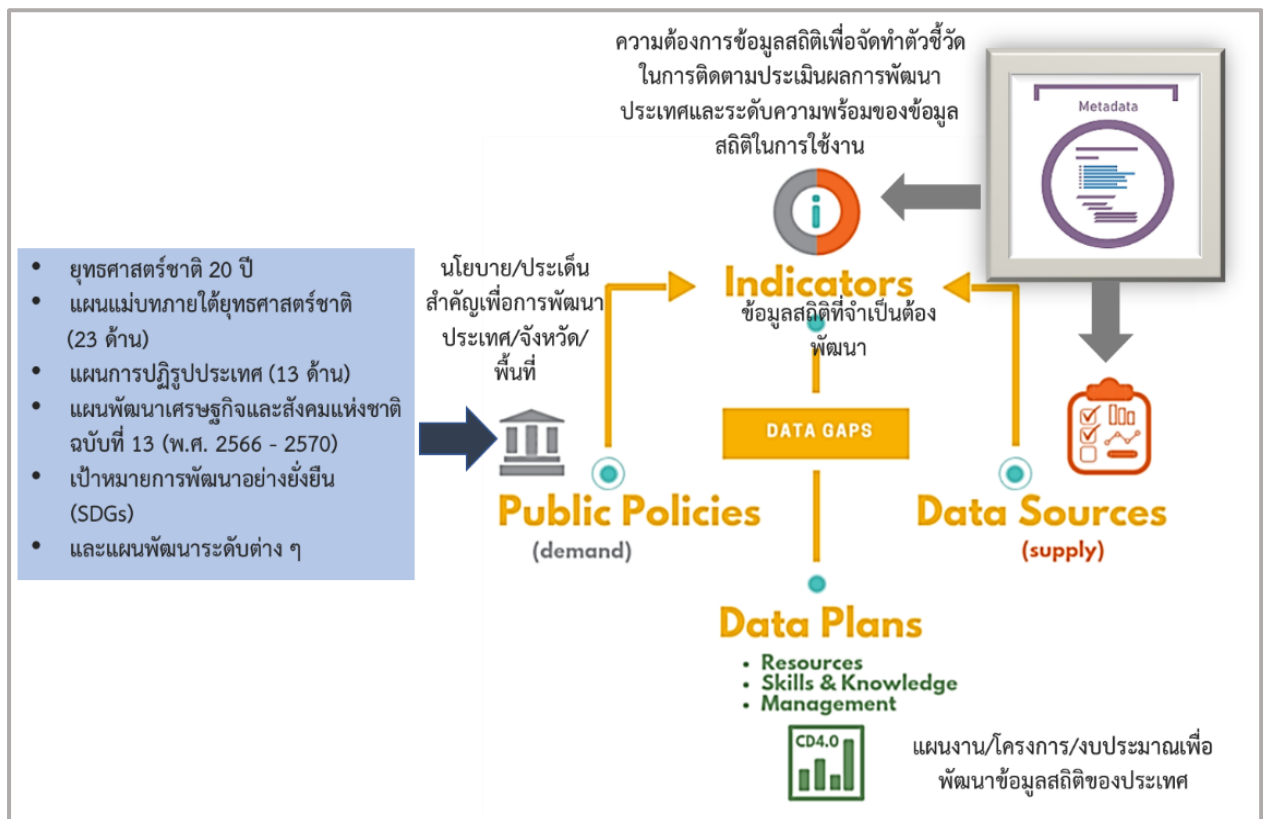 ความต้องการข้อมูลสถิติเพื่อจัดทำตัวชี้วัด
ในการติดตามประเมินผลการพัฒนา
ประเทศและระดับความพร้อมของข้อมูล
สถิติในการใช้งาน
Metadata
• ยุทธศาสตร์ชาติ 20 ปี
• แผนแม่บทภายใต้ยุทธศาสตร์ชาติ
(23 ด้าน)
• แผนการปฏิรูปประเทศ (13 ด้าน)
• แผนพัฒนาเศรษฐกิจและสังคมแห่งชาติ
ฉบับที่ 13 (พ.ศ. 2566 - 2570)
• เป้าหมายการพัฒนาอย่างยั่งยืน
(SDGs)
• และแผนพัฒนาระดับต่าง ๆ
นโยบาย/ประเด็น
สำคัญเพื่อการพัฒนา
ประเทศ/จังหวัด/
พื้นที่
i
Indicators
ข้อมูลสถิติที่จำเป็นต้อง
พัฒนา
DATA GAPS
Public Policies
(demand)
Data Sources
(supply)
Data Plans
• Resources
• Skills & Knowledge
• Management
CD4.0
แผนงาน/โครงการ/งบประมาณเพื่อ
พัฒนาข้อมูลสถิติของประเทศ